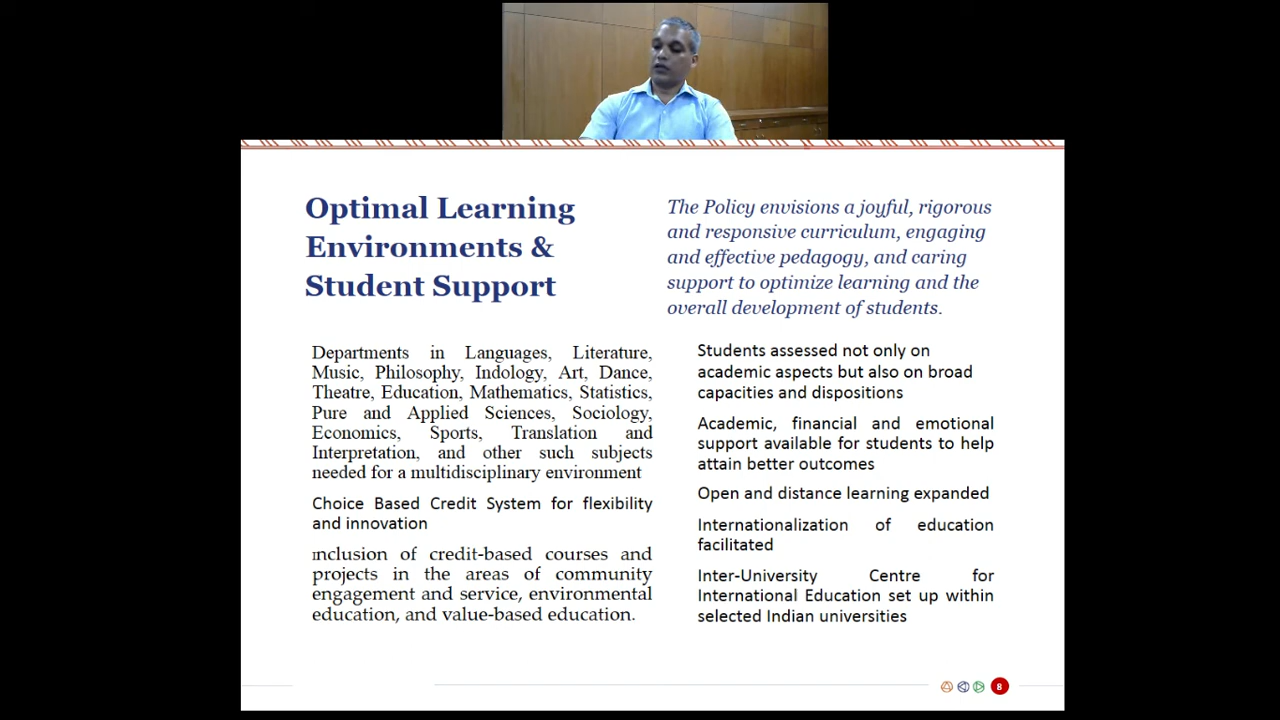 Optimal Learning
Environments &
Student Support
The Policy envisions a joyful, rigorous
and responsive curriculum, engaging
and effective pedagogy, and caring
support to optimize learning and the
overall development of students.
Departments in Languages, Literature,
Music, Philosophy, Indology, Art, Dance,
Theatre, Education, Mathematics, Statistics,
Pure and Applied Sciences, Sociology,
Economics, Sports, Translation and
Interpretation, and other such subjects
needed for a multidisciplinary environment
Choice Based Credit System for flexibility
and innovation
Inclusion of credit-based courses and
projects in the areas of community
engagement and service, environmental
education, and value-based education.
Students assessed not only on
academic aspects but also on broad
capacities and dispositions
Academic, financial and emotional
support available for students to help
attain better outcomes
Open and distance learning expanded
Internationalization of education
facilitated
Inter-University Centre for
International Education set up within
selected Indian universities
8